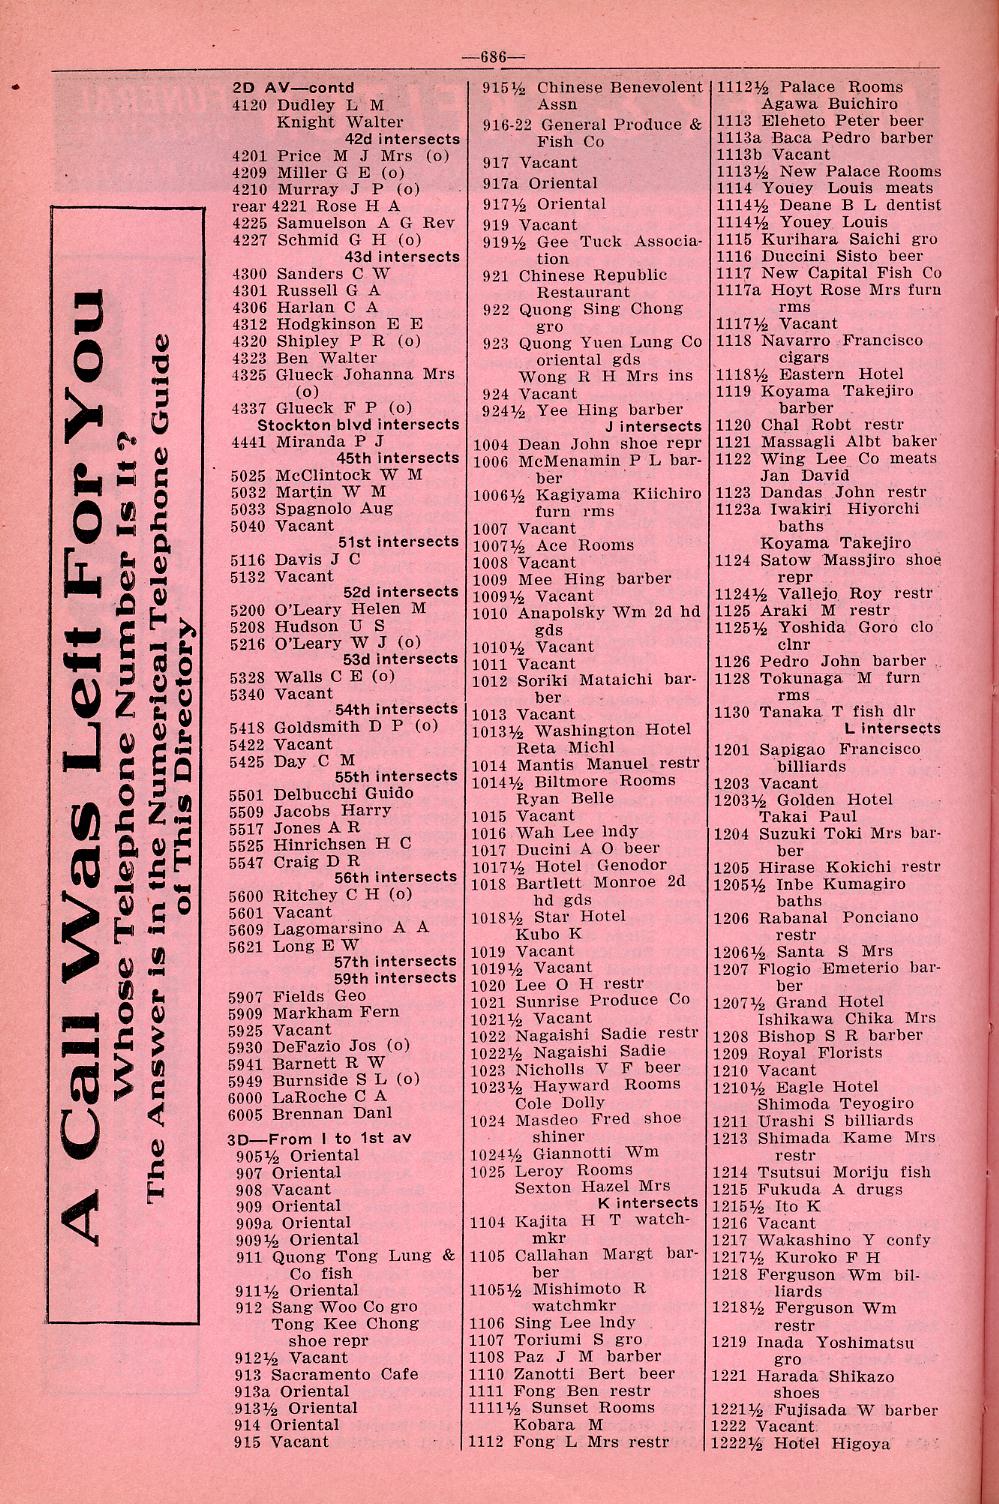 —686—
A Call Was Left For You
Whose Telephone Number Is It?
The Answer is in the Numerical Telephone Guide
of This Directory
2D AV—contd
4120 Dudley L M
Knight Walter
42d intersects
4201 Price M J Mrs (o)
4209 Miller G E (o)
4210 Murray J P (o)
rear 4221 Rose H A
4225 Samuelson A G Rev
4227 Schmid G H (o)
43d intersects
4300 Sanders C W
4301 Russell G A
4306 Harlan C A
4312 Hodgkinson E E
4320 Shipley P R (o)
4323 Ben Walter
4325 Glueck Johanna Mrs
(o)
4337 Glueck F P (o)
Stockton blvd intersects
4441 Miranda P J
45th intersects
5025 McClintock W M
5032 Martin W M
5033 Spagnolo Aug
5040 Vacant
51st intersects
5116 Davis J C
5132 Vacant
52d intersects
5200 O'Leary Helen M
5208 Hudson U S
5216 O'Leary W J (o)
53d intersects
5328 Walls C E (o)
5340 Vacant
54th intersects
5418 Goldsmith D P (o)
5422 Vacant
5425 Day C M
55th intersects
5501 Delbucchi Guido
5509 Jacobs Harry
5517 Jones A R
5525 Hinrichsen H C
5547 Craig D R
56th intersects
5600 Ritchey C H (o)
5601 Vacant
5609 Lagomarsino A A
5621 Long E W
57th intersects
59th intersects
5907 Fields Geo
5909 Markham Fern
5925 Vacant
5930 DeFazio Jos (o)
5941 Barnett R W
5949 Burnside S L (o)
6000 LaRoche C A
6005 Brennan Danl
3D—From I to 1st av
905½ Oriental
907 Oriental
908 Vacant
909 Oriental
909a Oriental
909½ Oriental
911 Quong Tong Lung &
Co fish
911½ Oriental
912 Sang Woo Co gro
Tong Kee Chong
shoe repr
912½ Vacant
913 Sacramento Cafe
913a Oriental
913½ Oriental
914 Oriental
915 Vacant
915½ Chinese Benevolent
Assn
916-22 General Produce &
Fish Co
917 Vacant
917a Oriental
917½ Oriental
919 Vacant
919½ Gee Tuck Associa-
tion
921 Chinese Republic
Restaurant
922 Quong Sing Chong
gro
923 Quong Yuen Lung Co
oriental gds
Wong R H Mrs ins
924 Vacant
924½ Yee Hing barber
J intersects
1004 Dean John shoe repr
1006 McMenamin P L bar-
ber
1006½ Kagiyama Kiichiro
furn rms
1007 Vacant
1007½ Ace Rooms
1008 Vacant
1009 Mee Hing barber
1009½ Vacant
1010 Anapolsky Wm 2d hd
gds
1010½ Vacant
1011 Vacant
1012 Soriki Mataichi bar-
ber
1013 Vacant
1013½ Washington Hotel
Reta Michl
1014 Mantis Manuel restr
1014½ Biltmore Rooms
Ryan Belle
1015 Vacant
1016 Wah Lee lndy
1017 Ducini A O beer
1017½ Hotel Genodor
1018 Bartlett Monroe 2d
hd gds
1018½ Star Hotel
Kubo K
1019 Vacant
1019½ Vacant
1020 Lee O H restr
1021 Sunrise Produce Co
1021½ Vacant
1022 Nagaishi Sadie restr
1022½ Nagaishi Sadie
1023 Nicholls V F beer
1023½ Hayward Rooms
Cole Dolly
1024 Masdeo Fred shoe
shiner
1024½ Giannotti Wm
1025 Leroy Rooms
Sexton Hazel Mrs
K intersects
1104 Kajita H T watch-
mkr
1105 Callahan Margt bar-
ber
1105½ Mishimoto R
watchmkr
1106 Sing Lee lndy
1107 Toriumi S gro
1108 Paz J M barber
1110 Zanotti Bert beer
1111 Fong Ben restr
1111½ Sunset Rooms
Kobara M
1112 Fong L Mrs restr
1112½ Palace Rooms
Agawa Buichiro
1113 Eleheto Peter beer
1113a Baca Pedro barber
1113b Vacant
1113½ New Palace Rooms
1114 Youey Louis meats
1114½ Deane B L dentist
1114½ Youey Louis
1115 Kurihara Saichi gro
1116 Duccini Sisto beer
1117 New Capital Fish Co
1117a Hoyt Rose Mrs furn
rms
1117½ Vacant
1118 Navarro Francisco
cigars
1118½ Eastern Hotel
1119 Koyama Takejiro
barber
1120 Chal Robt restr
1121 Massagli Albt baker
1122 Wing Lee Co meats
Jan David
1123 Dandas John restr
1123a Iwakiri Hiyorchi
baths
Koyama Takejiro
1124 Satow Massjiro shoe
repr
1124½ Vallejo Roy restr
1125 Araki M restr
1125½ Yoshida Goro clo
clnr
1126 Pedro John barber
1128 Tokunaga M furn
rms
1130 Tanaka T fish dlr
L intersects
1201 Sapigao Francisco
billiards
1203 Vacant
1203½ Golden Hotel
Takai Paul
1204 Suzuki Toki Mrs bar-
ber
1205 Hirase Kokichi restr
1205½ Inbe Kumagiro
baths
1206 Rabanal Ponciano
restr
1206½ Santa S Mrs
1207 Flogio Emeterio bar-
ber
1207½ Grand Hotel
Ishikawa Chika Mrs
1208 Bishop S R barber
1209 Royal Florists
1210 Vacant
1210½ Eagle Hotel
Shimoda Teyogiro
1211 Urashi S billiards
1213 Shimada Kame Mrs
restr
1214 Tsutsui Moriju fish
1215 Fukuda A drugs
1215½ Ito K
1216 Vacant
1217 Wakashino Y confy
1217½ Kuroko F H
1218 Ferguson Wm bil-
liards
1218½ Ferguson Wm
restr
1219 Inada Yoshimatsu
gro
1221 Harada Shikazo
shoes
1221½ Fujisada W barber
1222 Vacant
1222½ Hotel Higoya